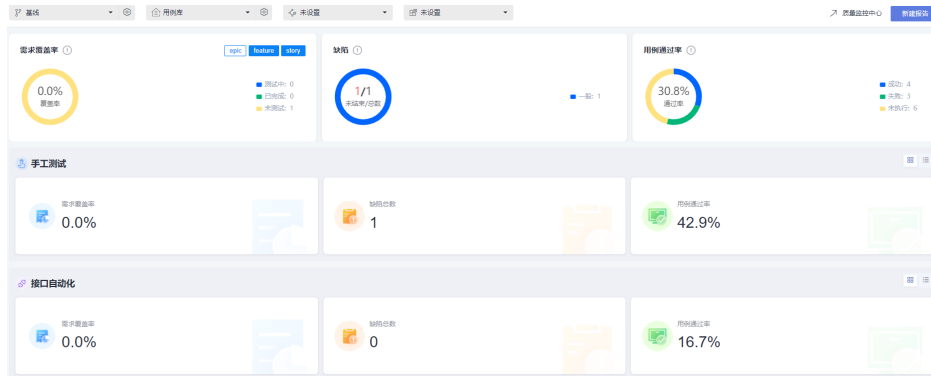 基线 用例库 未设置 未设置 质量监控中心 新建报告
需求覆盖率 epic feature story
0.0%
覆盖率
测试中: 0
已完成: 0
未测试: 1
缺陷
1/1
未结束/总数
一般: 1
用例通过率
30.8%
通过率
成功: 4
失败: 3
未执行: 6
手工测试
需求覆盖率
0.0%
缺陷总数
1
用例通过率
42.9%
接口自动化
需求覆盖率
0.0%
缺陷总数
0
用例通过率
16.7%